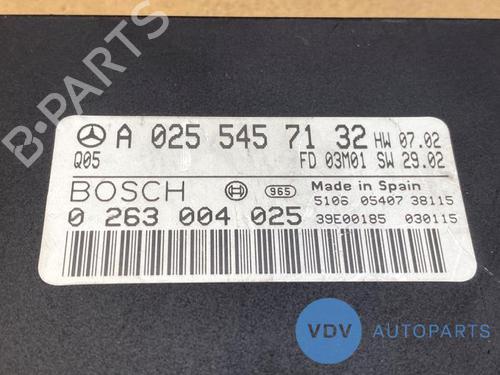 A 025 545 71 32 HW 07.02
Q05 FD 03M01 SW 29.02
BOSCH 965 Made in Spain
5106 05407 38115
0 263 004 025 39E00185 030115
B-PARTS
VDV AUTOPARTS